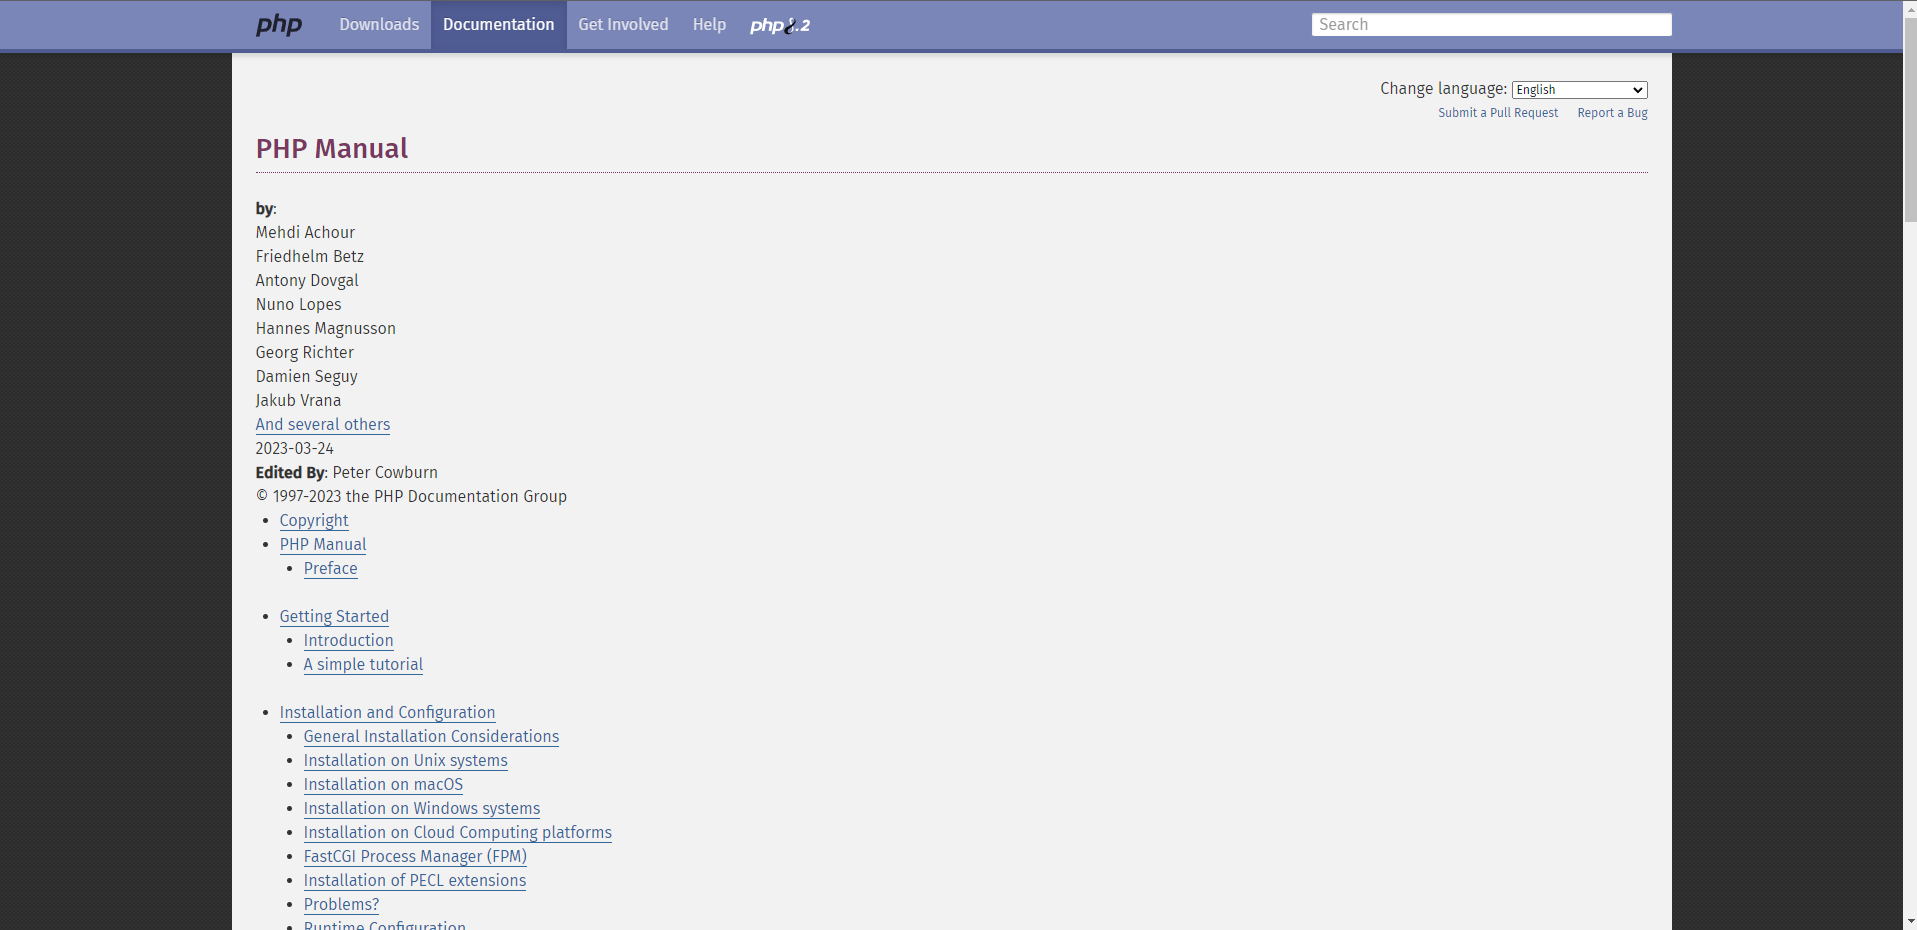 php Downloads Documentation Get Involved Help php8.2 Search
Change language: English
Submit a Pull Request Report a Bug
PHP Manual
by:
Mehdi Achour
Friedhelm Betz
Antony Dovgal
Nuno Lopes
Hannes Magnusson
Georg Richter
Damien Seguy
Jakub Vrana
And several others
2023-03-24
Edited By: Peter Cowburn
© 1997-2023 the PHP Documentation Group
• Copyright
• PHP Manual
• Preface
• Getting Started
• Introduction
• A simple tutorial
• Installation and Configuration
• General Installation Considerations
• Installation on Unix systems
• Installation on macOS
• Installation on Windows systems
• Installation on Cloud Computing platforms
• FastCGI Process Manager (FPM)
• Installation of PECL extensions
• Problems?
• Runtime Configuration